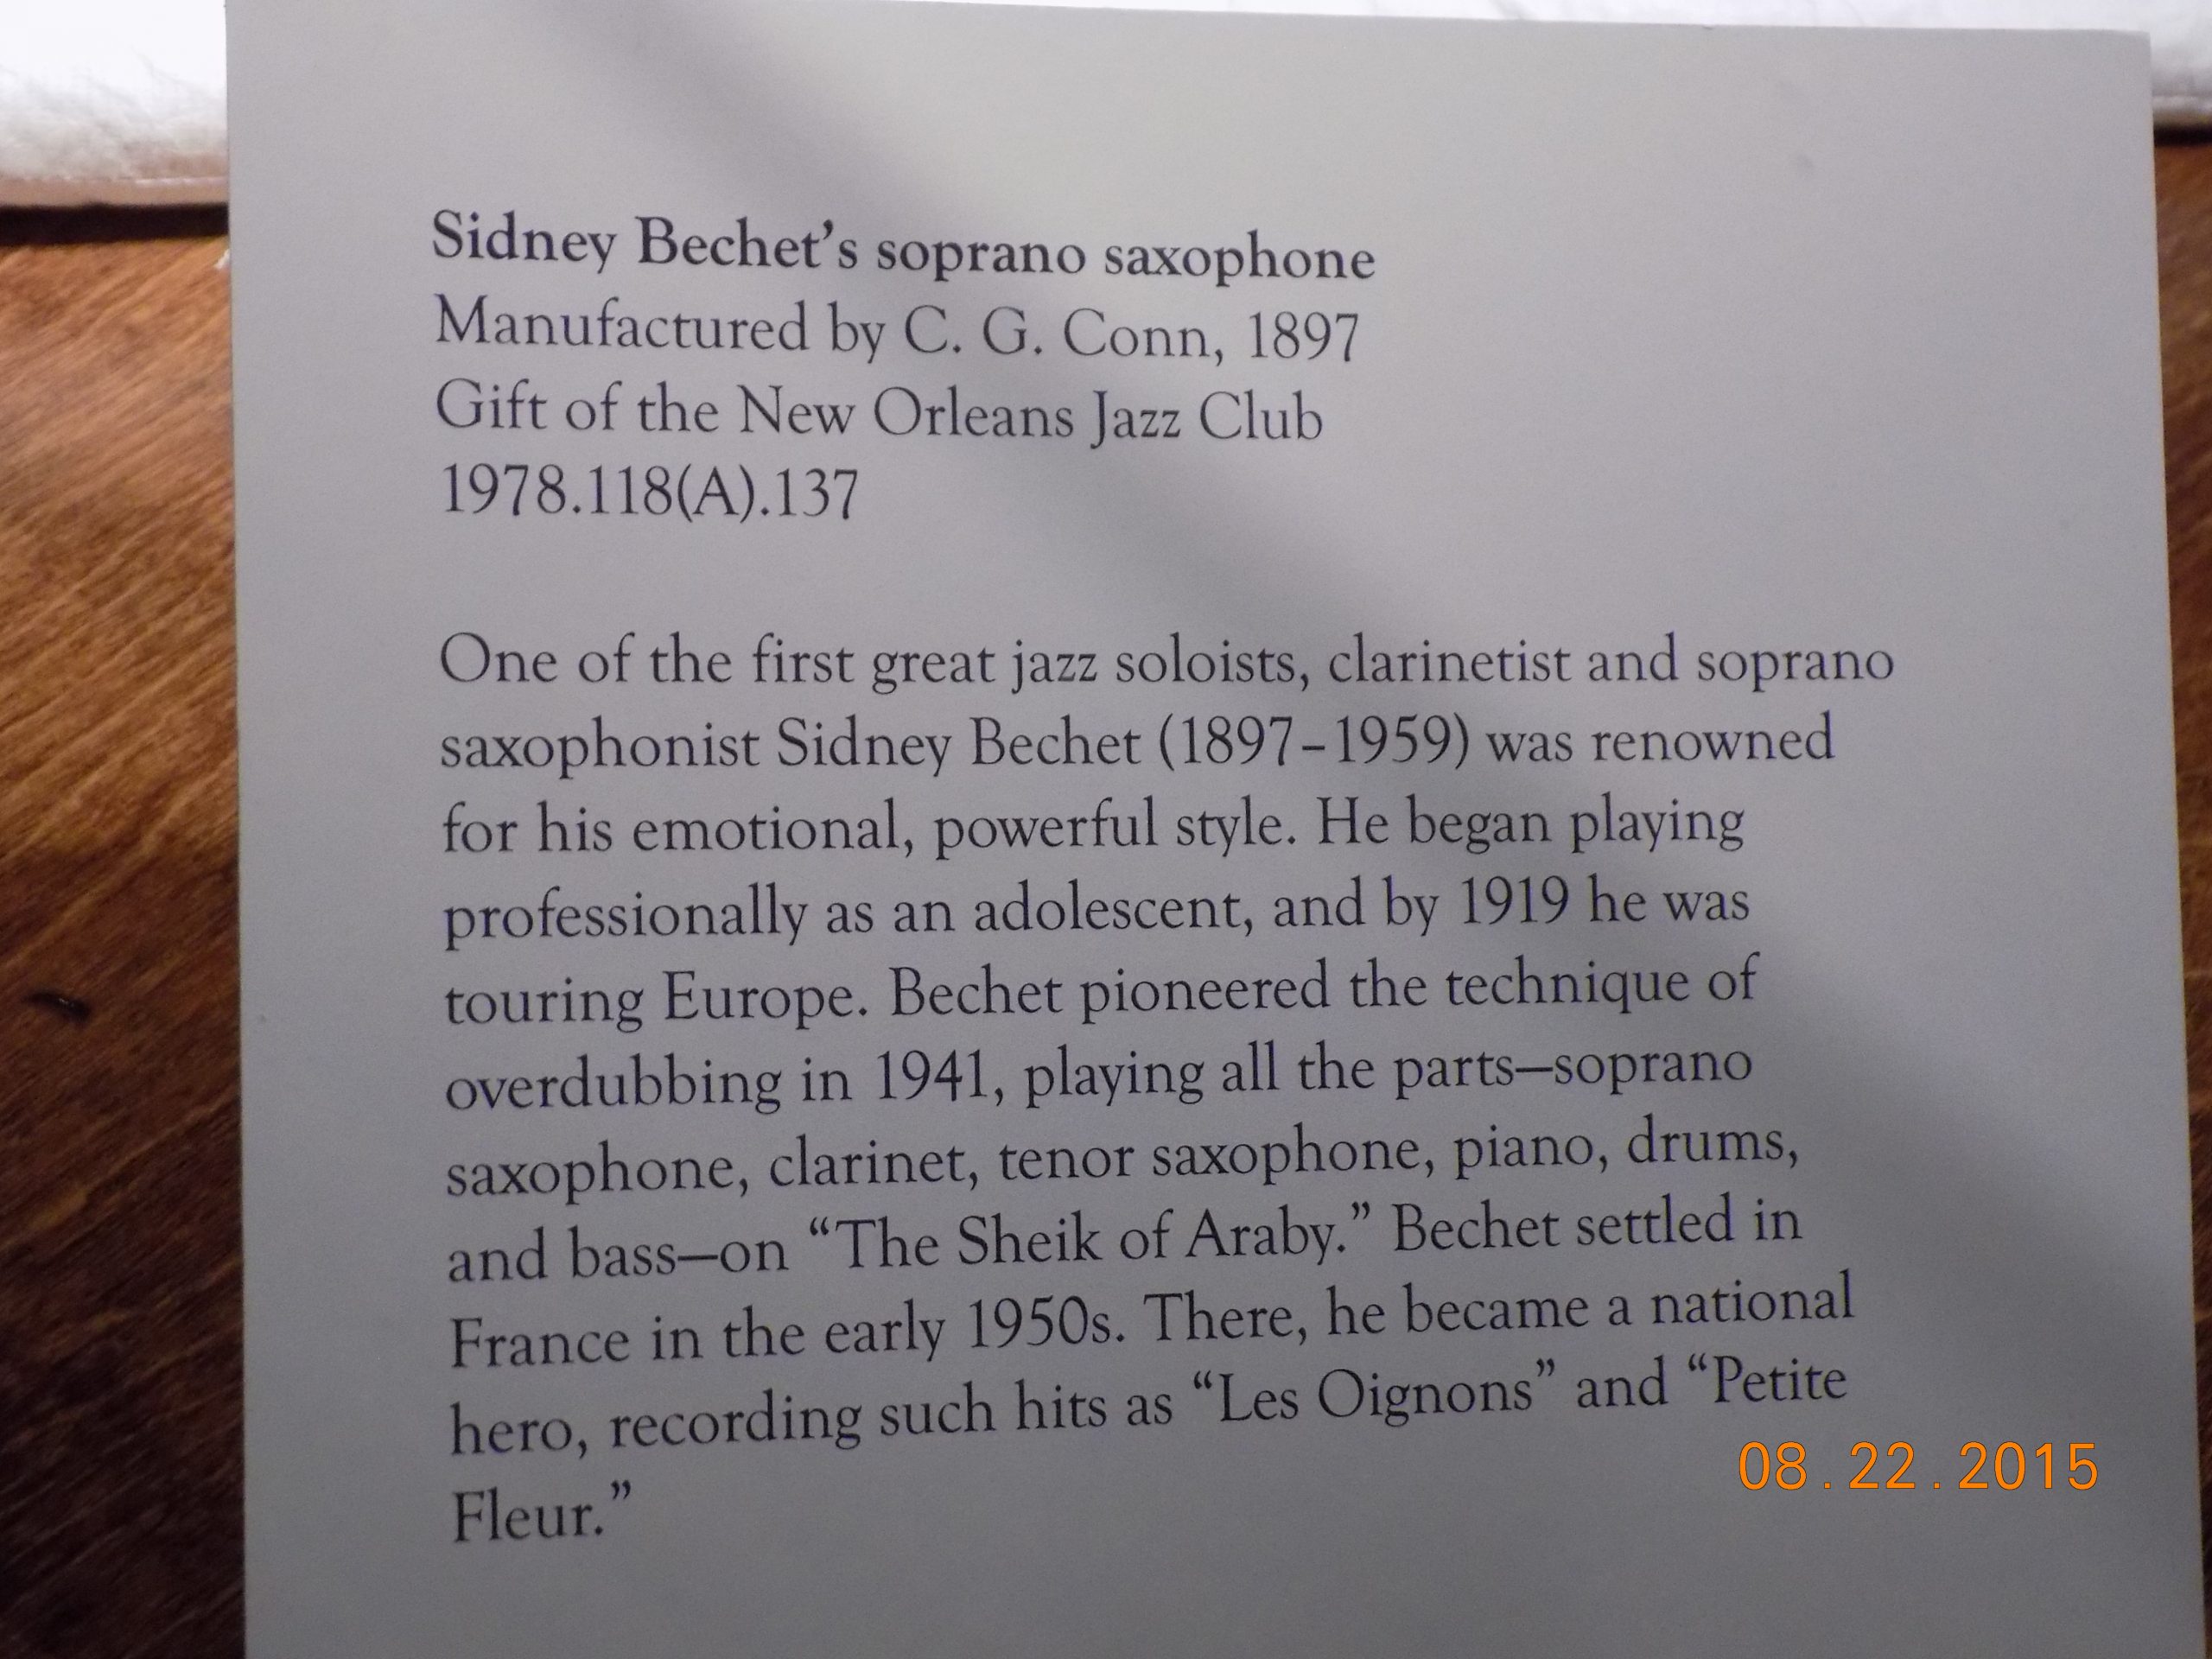 Sidney Bechet’s soprano saxophone
Manufactured by C. G. Conn, 1897
Gift of the New Orleans Jazz Club
1978.118(A).137
One of the first great jazz soloists, clarinetist and soprano
saxophonist Sidney Bechet (1897–1959) was renowned
for his emotional, powerful style. He began playing
professionally as an adolescent, and by 1919 he was
touring Europe. Bechet pioneered the technique of
overdubbing in 1941, playing all the parts—soprano
saxophone, clarinet, tenor saxophone, piano, drums,
and bass—on “The Sheik of Araby.” Bechet settled in
France in the early 1950s. There, he became a national
hero, recording such hits as “Les Oignons” and “Petite
Fleur.”
08.22.2015